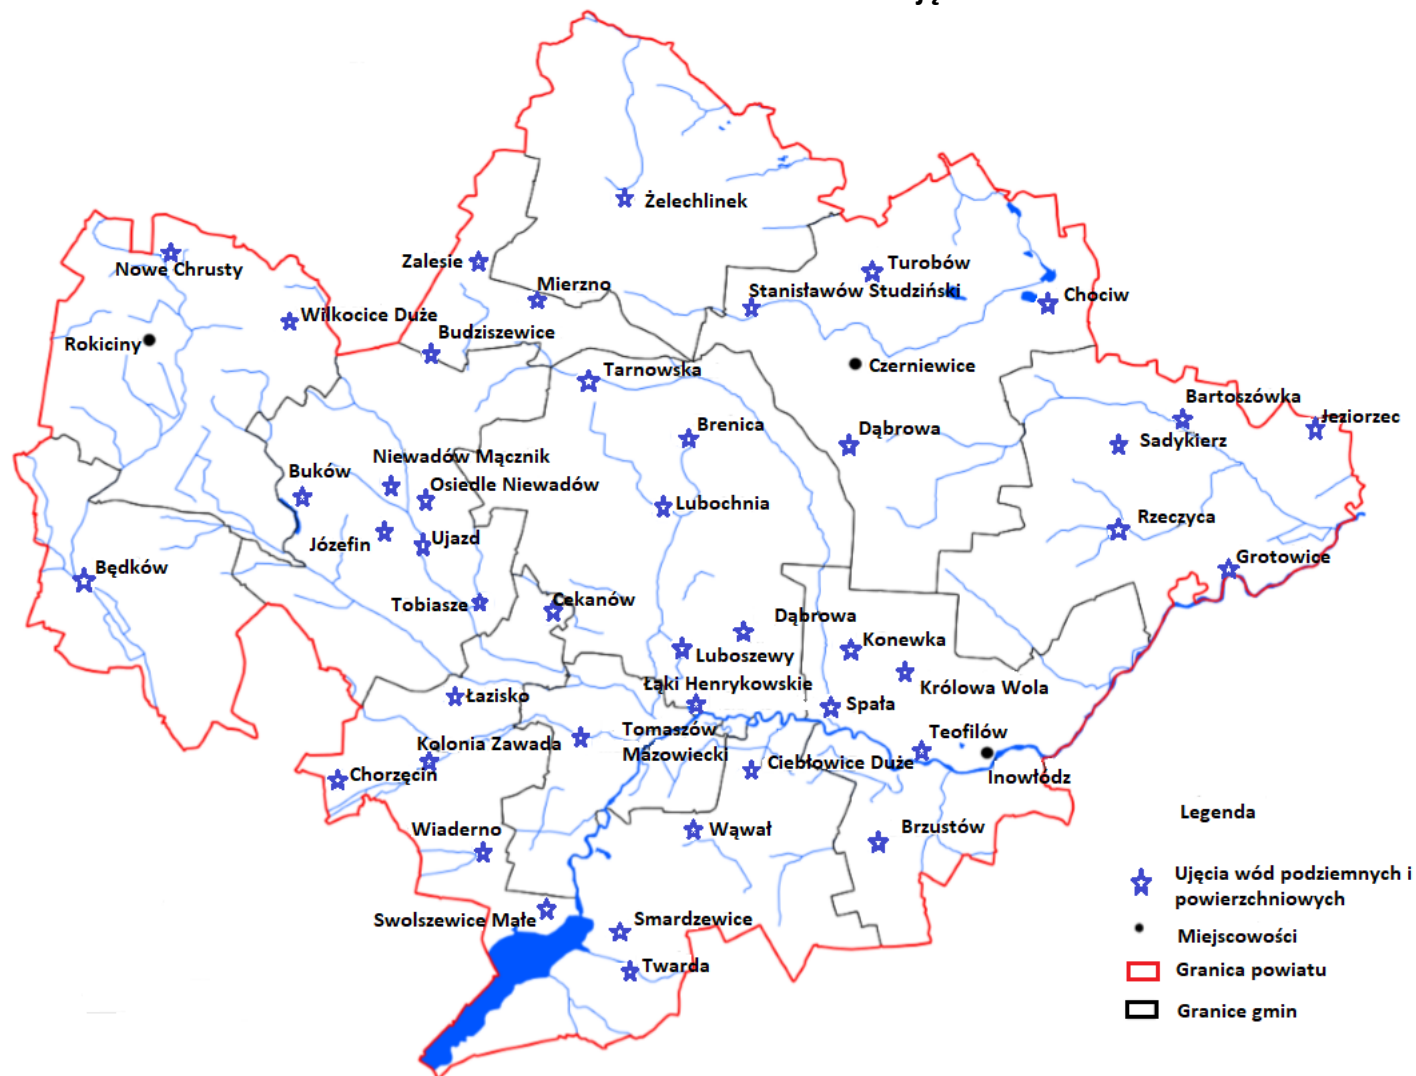 ją
Żelechlinek
Zalesie
Nowe Chrusty
Turobów
Mierzno
Stanisławów Studziński
Chociw
Wilkocice Duże
Budziszewice
Rokiciny
Czerniewice
Tarnowska
Bartoszówka
Jeziorzec
Brenica
Dąbrowa
Sadykierz
Niewadów Mącznik
Buków
Osiedle Niewadów
Lubochnia
Rzeczyca
Józefin
Ujazd
Grotowice
Będków
Tobiasze
Cekanów
Dąbrowa
Konewka
Luboszewy
Łąki Henrykowskie
Królowa Wola
Łazisko
Spała
Tomaszów
Mazowiecki
Teofilów
Kolonia Zawada
Ciebłowice Duże
Inowłódz
Chorzęcin
Wiaderno
Wąwał
Brzustów
Swolszewice Małe
Smardzewice
Twarda
Legenda
Ujęcia wód podziemnych i
powierzchniowych
Miejscowości
Granica powiatu
Granice gmin